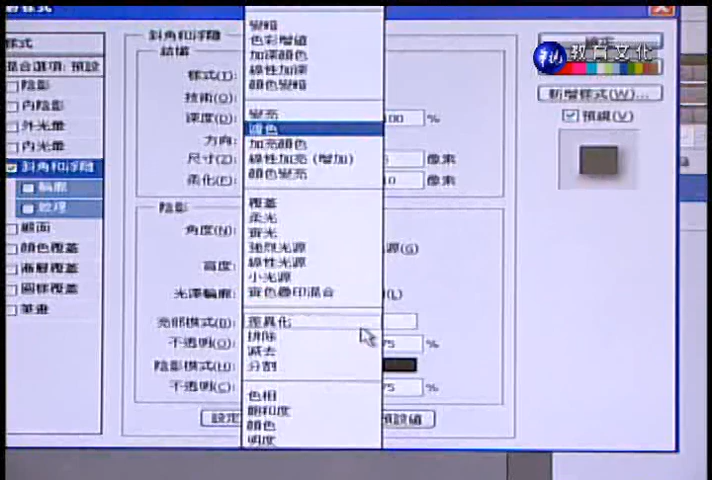 樣式
斜角和浮雕
結構
混合選項: 預設
陰影
內陰影
外光暈
內光暈
斜角和浮雕
輪廓
紋理
緞面
顏色覆蓋
漸層覆蓋
圖樣覆蓋
筆畫
樣式(T):
技術(Q):
深度(D):
100 %
方向:
尺寸(Z):
像素
柔化(F):
像素
陰影
角度(N):
高度:
光澤輪廓:
亮部模式(B):
不透明(O):
75 %
陰影模式(H):
不透明(C):
75 %
變暗
色彩增值
加深顏色
線性加深
顏色變暗
變亮
濾色
加亮顏色
線性加亮 (增加)
顏色變亮
覆蓋
柔光
實光
強烈光源
線性光源
小光源
實色疊印混合
差異化
排除
減去
分割
色相
飽和度
顏色
明度
確定
教育文化
新增樣式(W)...
預視(V)